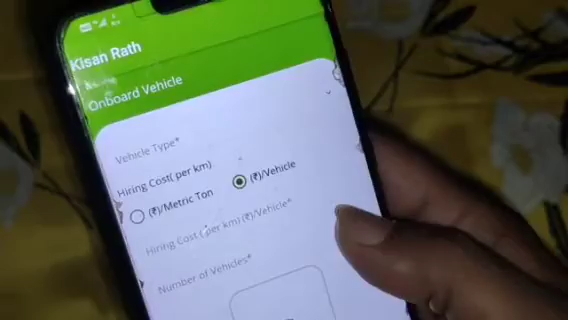 Kisan Rath
Onboard Vehicle
Vehicle Type*
Hiring Cost( per km)
(₹)/Metric Ton
(₹)/Vehicle
Hiring Cost( per km) (₹)/Vehicle*
Number of Vehicles*